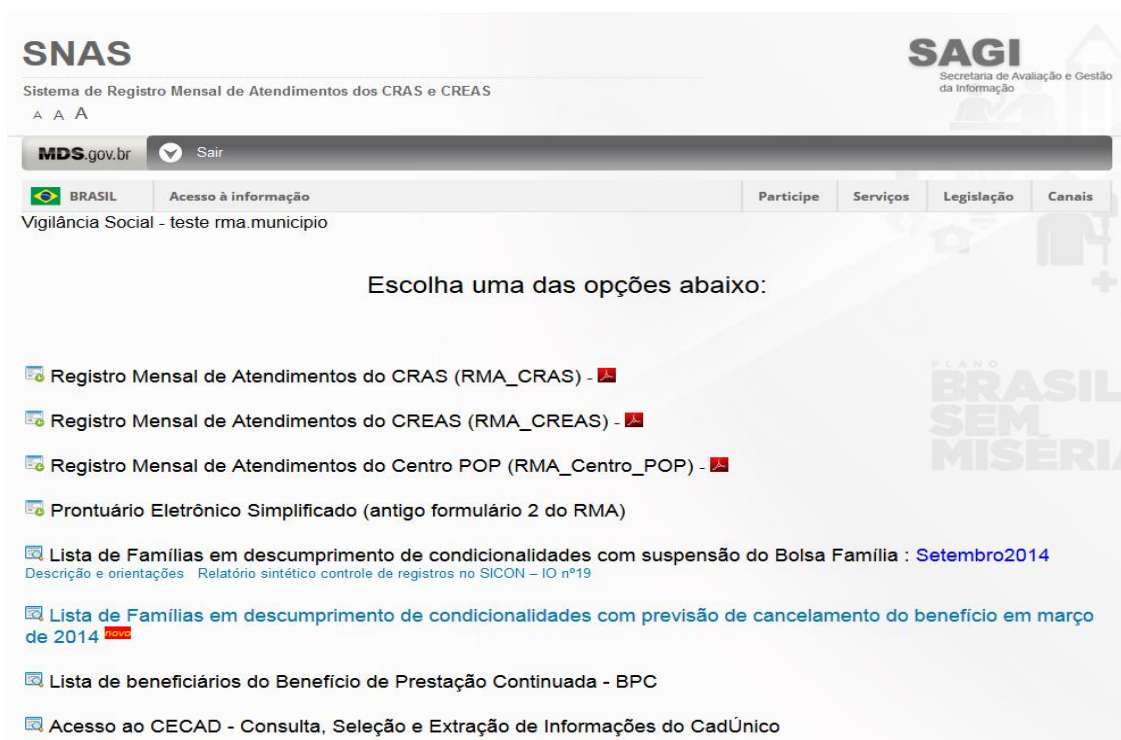 SNAS
SAGI
Secretaria de Avaliação e Gestão
da Informação
Sistema de Registro Mensal de Atendimentos dos CRAS e CREAS
A A A
MDS.gov.br Sair
BRASIL Acesso à informação Participe Serviços Legislação Canais
Vigilância Social - teste rma.municipio
Escolha uma das opções abaixo:
Registro Mensal de Atendimentos do CRAS (RMA_CRAS) -
Registro Mensal de Atendimentos do CREAS (RMA_CREAS) -
Registro Mensal de Atendimentos do Centro POP (RMA_Centro_POP) -
Prontuário Eletrônico Simplificado (antigo formulário 2 do RMA)
Lista de Famílias em descumprimento de condicionalidades com suspensão do Bolsa Família : Setembro2014
Descrição e orientações Relatório sintético controle de registros no SICON – IO nº19
Lista de Famílias em descumprimento de condicionalidades com previsão de cancelamento do benefício em março
de 2014 novo
Lista de beneficiários do Benefício de Prestação Continuada - BPC
Acesso ao CECAD - Consulta, Seleção e Extração de Informações do CadÚnico
PLANO
BRASIL
SEM
MISÉRIA